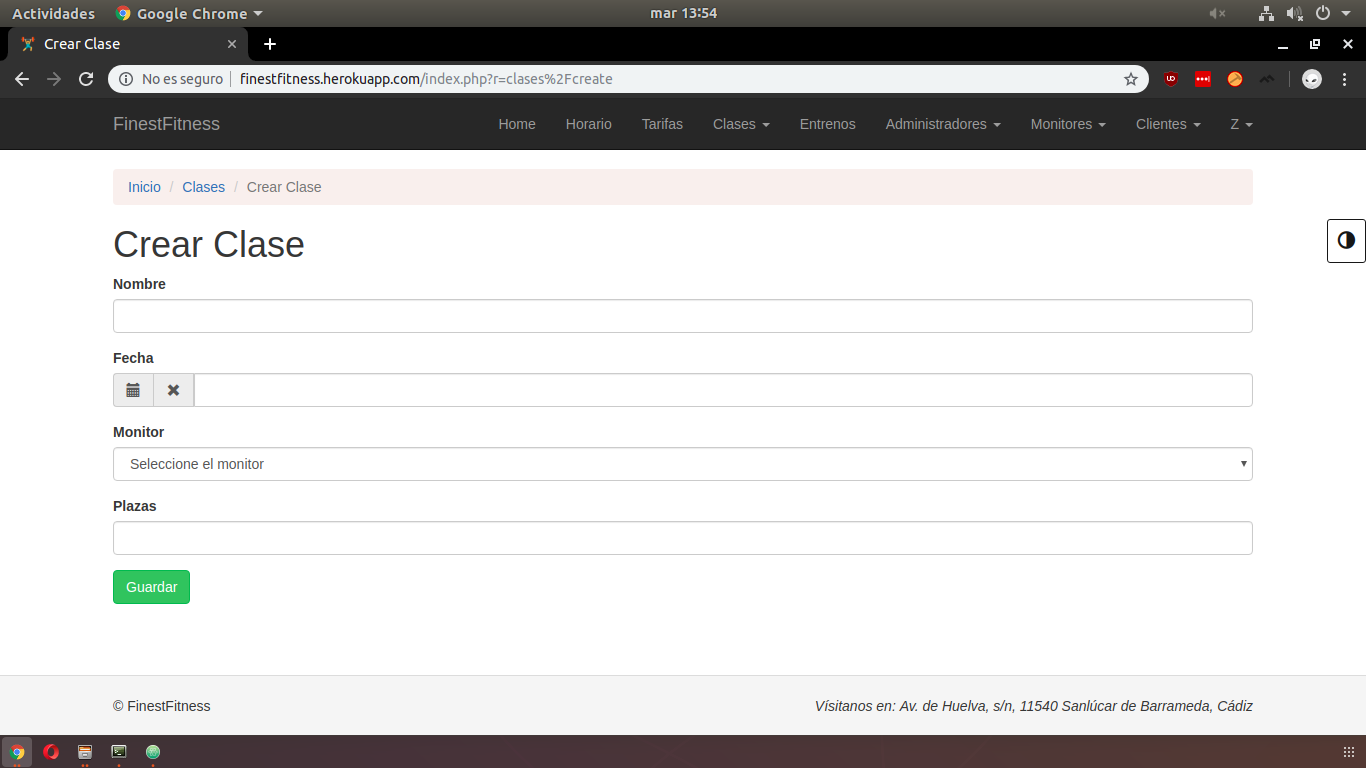 Actividades Google Chrome mar 13:54
Crear Clase
No es seguro finestfitness.herokuapp.com/index.php?r=clases%2Fcreate
FinestFitness Home Horario Tarifas Clases Entrenos Administradores Monitores Clientes Z
Inicio / Clases / Crear Clase
Crear Clase
Nombre
Fecha
Monitor
Seleccione el monitor
Plazas
Guardar
© FinestFitness Vísitanos en: Av. de Huelva, s/n, 11540 Sanlúcar de Barrameda, Cádiz